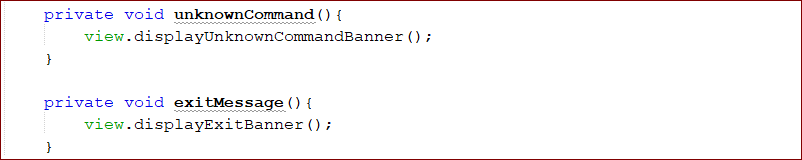 private void unknownCommand(){
    view.displayUnknownCommandBanner();
}
private void exitMessage(){
    view.displayExitBanner();
}